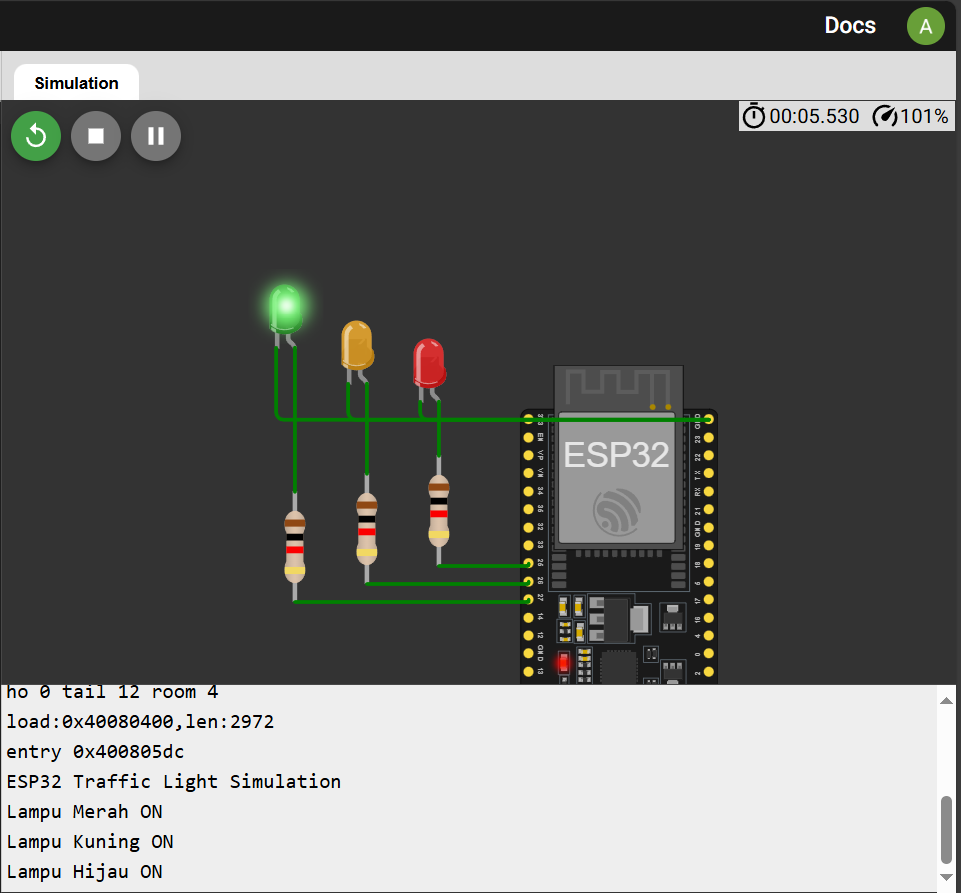 Docs
A
Simulation
00:05.530
101%
ESP32
3V3
EN
VP
VN
34
35
32
33
25
26
27
14
12
GND
13
GND
23
22
TX
RX
21
GND
19
18
5
17
16
4
0
2
ho 0 tail 12 room 4
load:0x40080400,len:2972
entry 0x400805dc
ESP32 Traffic Light Simulation
Lampu Merah ON
Lampu Kuning ON
Lampu Hijau ON